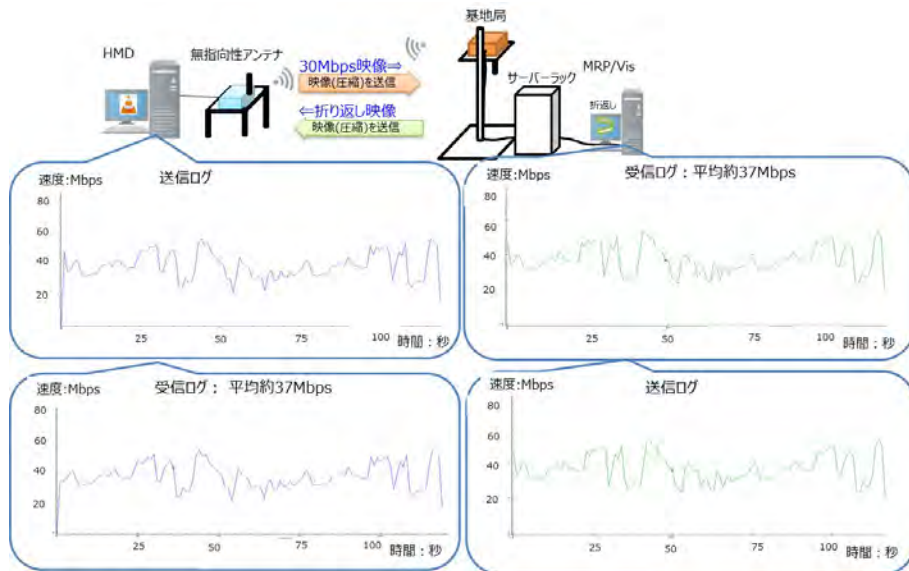 基地局
HMD
無指向性アンテナ
30Mbps映像⇒
映像(圧縮)を送信
⇐折り返し映像
映像(圧縮)を送信
サーバーラック
MRP/Vis
折返し
速度:Mbps
送信ログ
80
60
40
20
25
50
75
100
時間：秒
速度:Mbps
受信ログ：平均約37Mbps
80
60
40
20
25
50
75
100
時間：秒
速度:Mbps
受信ログ： 平均約37Mbps
80
60
40
20
25
50
75
100
時間：秒
速度:Mbps
送信ログ
80
60
40
20
25
50
75
100
時間：秒